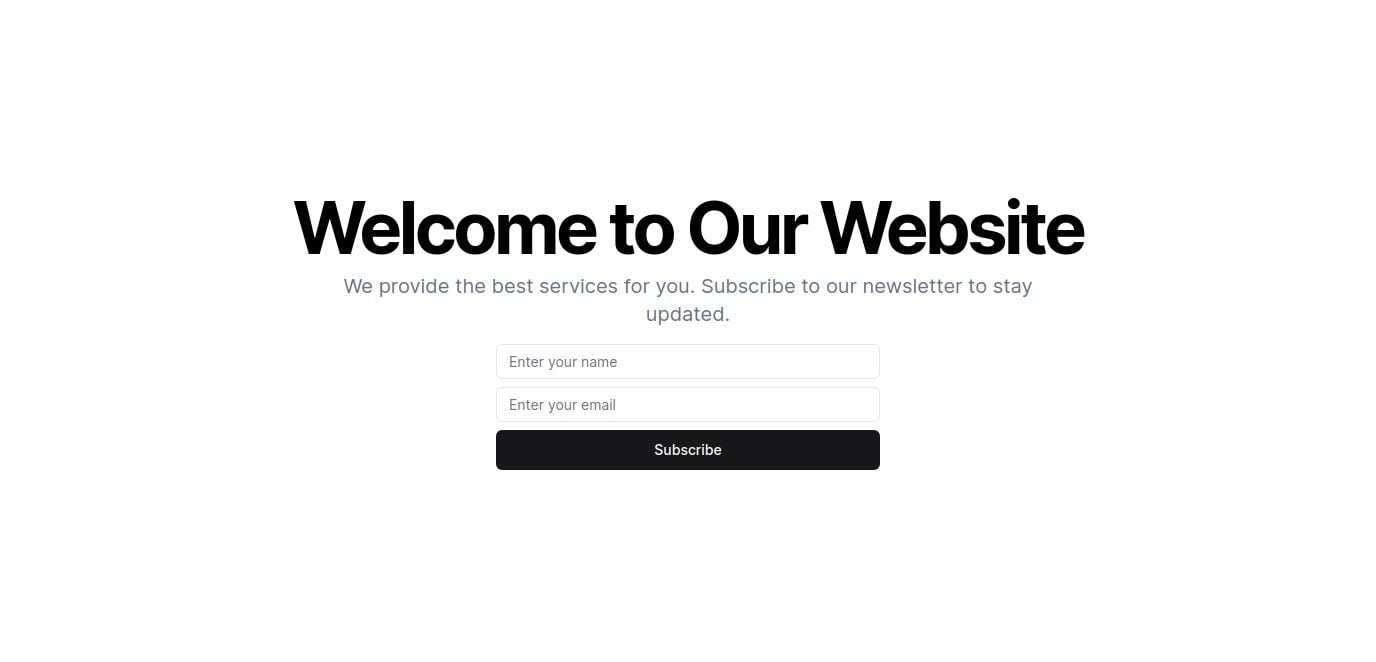 Welcome to Our Website
We provide the best services for you. Subscribe to our newsletter to stay
updated.
Enter your name
Enter your email
Subscribe